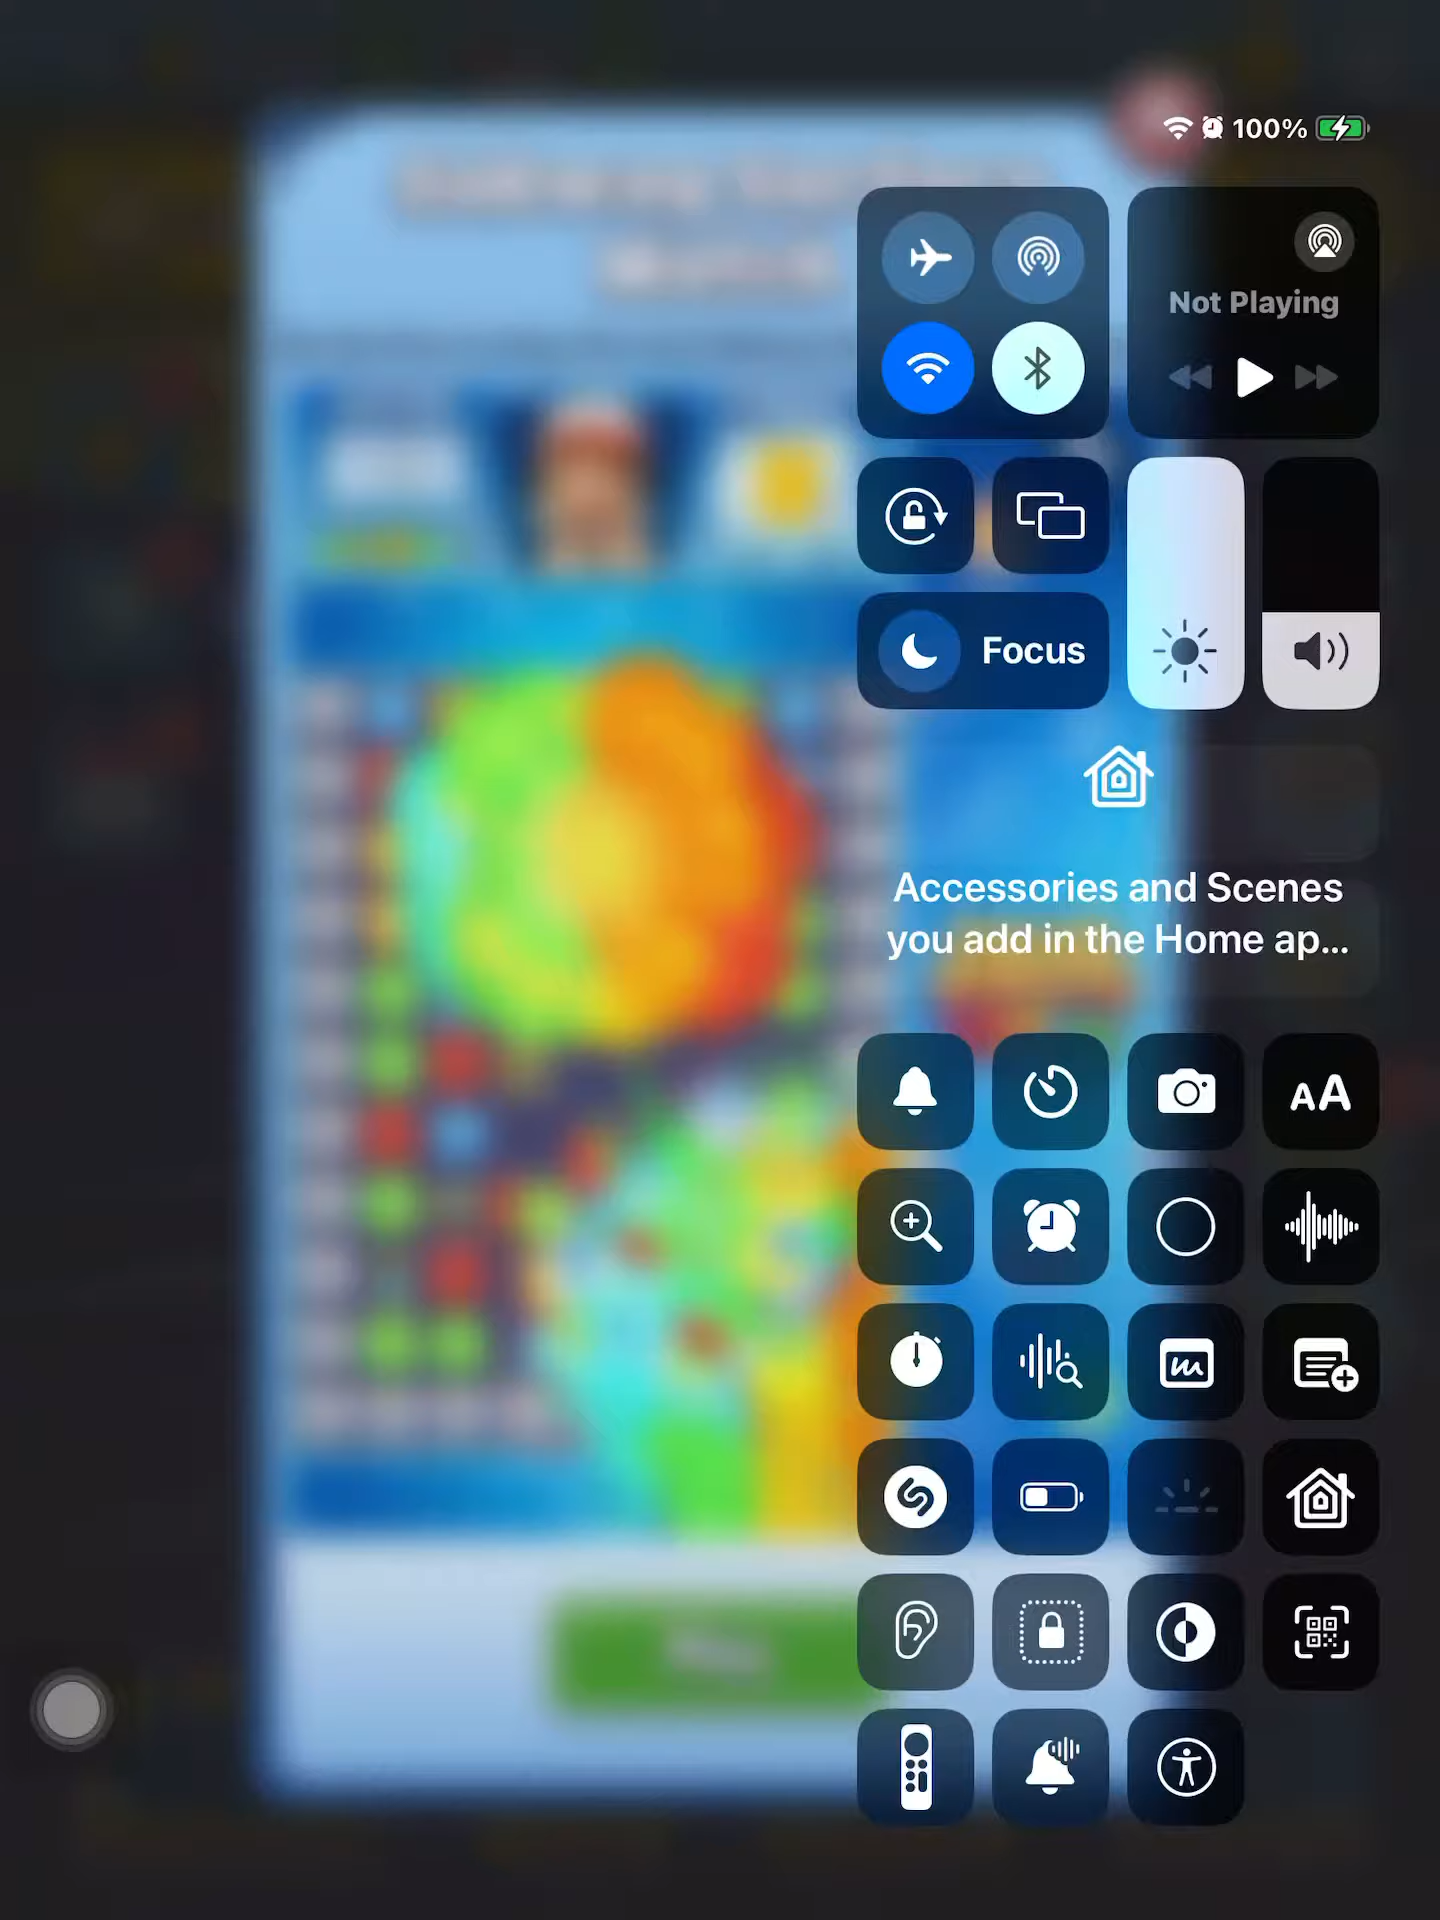 100%
Not Playing
Focus
Accessories and Scenes
you add in the Home ap...
AA